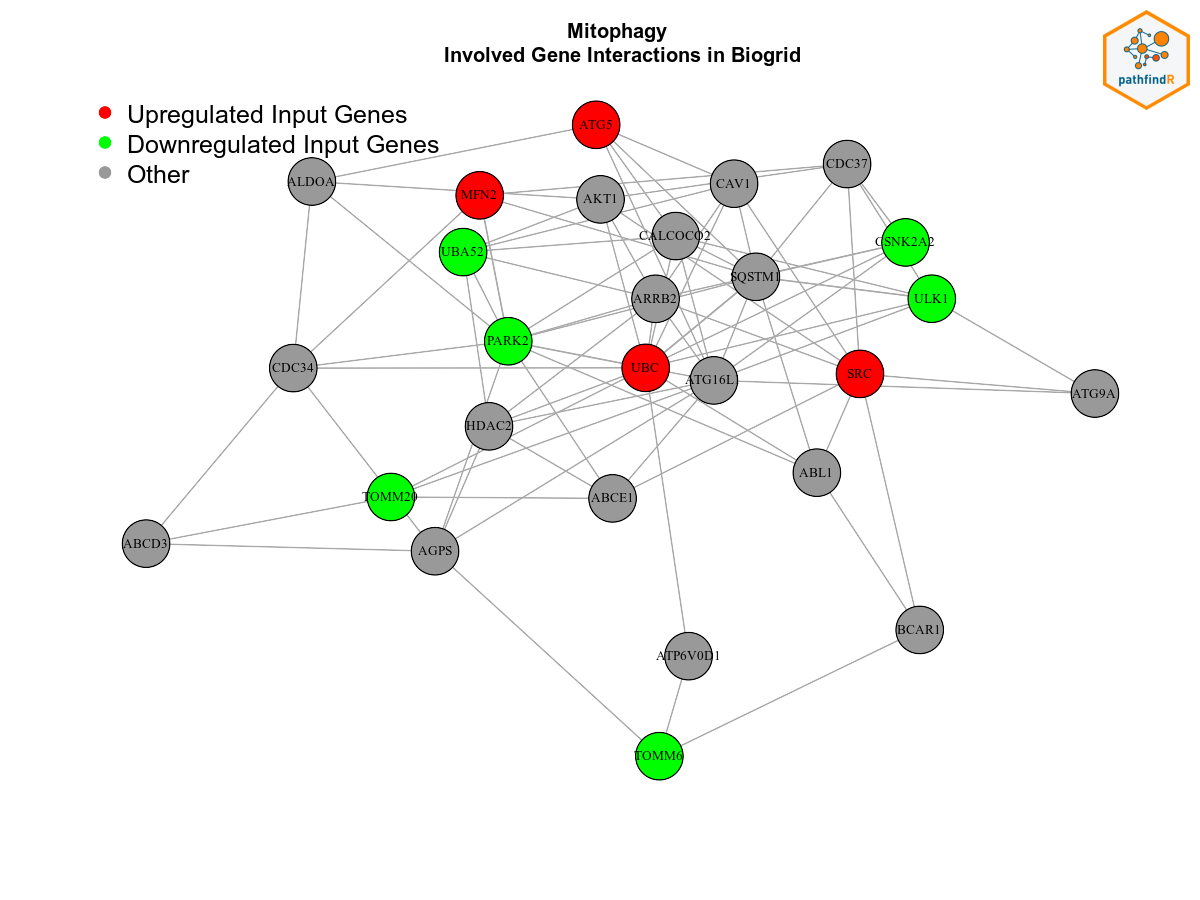 Mitophagy
Involved Gene Interactions in Biogrid
pathfindR
Upregulated Input Genes
Downregulated Input Genes
Other
ATG5
CDC37
ALDOA
CAV1
MFN2
AKT1
CALCOCO2
CSNK2A2
UBA52
SQSTM1
ARRB2
ULK1
PARK2
CDC34
UBC
SRC
ATG16L1
ATG9A
HDAC2
ABL1
TOMM20
ABCE1
ABCD3
AGPS
BCAR1
ATP6V0D1
TOMM6